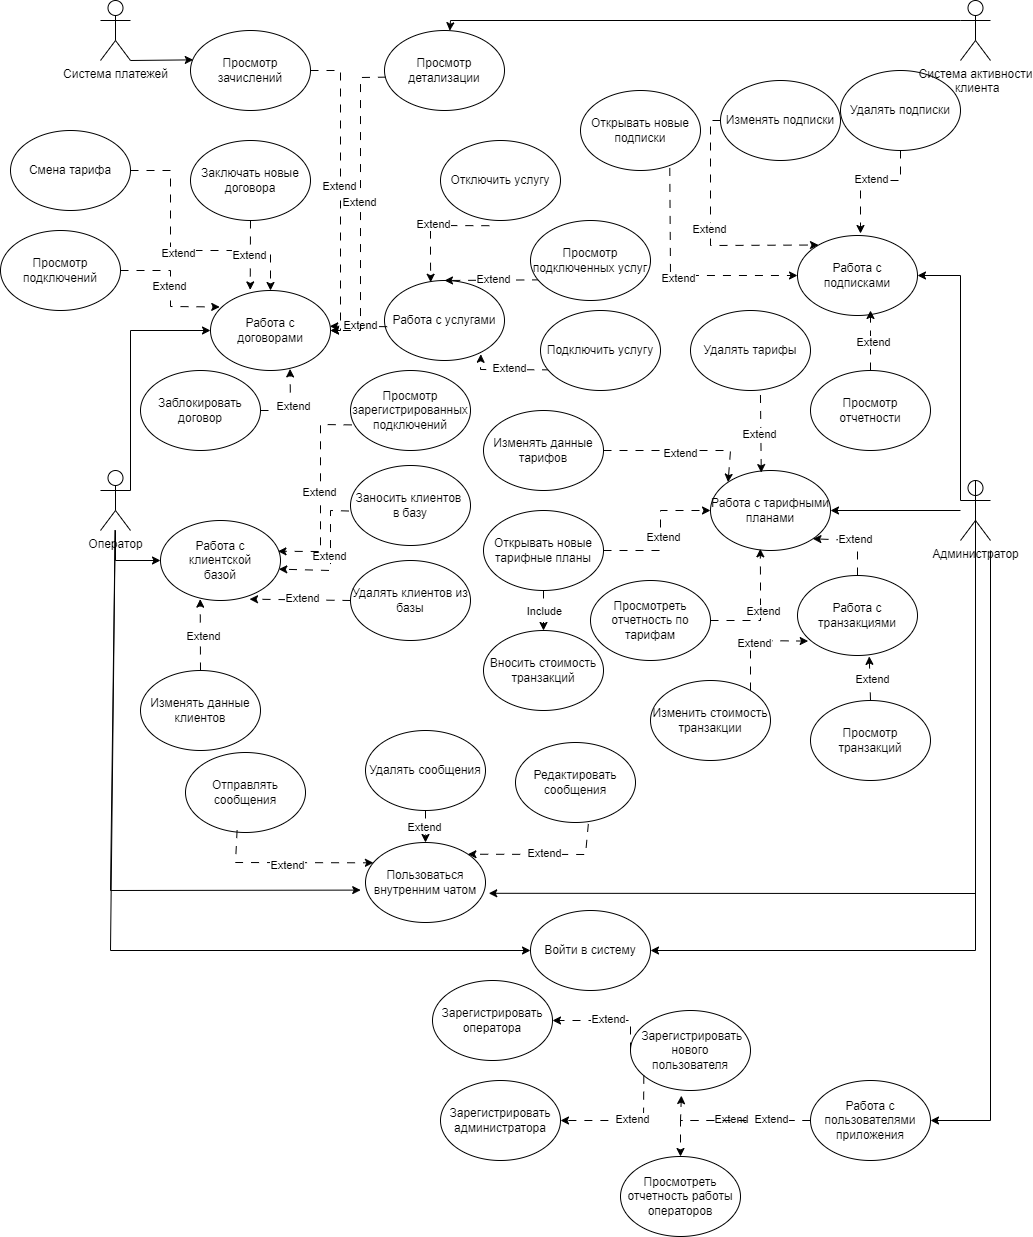 Система платежей
Просмотр
зачислений
Просмотр
детализации
Система активности
клиента
Открывать новые
подписки
Изменять подписки
Удалять подписки
Смена тарифа
Заключать новые
договора
Отключить услугу
Extend
Extend
Extend
Extend
Extend
Extend
Extend
Просмотр
подключений
Extend
Просмотр
подключенных услуг
Extend
Extend
Работа с
подписками
Extend
Работа с
договорами
Extend
Работа с услугами
Extend
Подключить услугу
Удалять тарифы
Extend
Заблокировать
договор
Extend
Просмотр
зарегистрированных
подключений
Просмотр
отчетности
Изменять данные
тарифов
Extend
Extend
Extend
Заносить клиентов
в базу
Работа с тарифными
планами
Оператор
Работа с
клиентской
базой
Extend
Открывать новые
тарифные планы
Extend
Extend
Администратор
Удалять клиентов из
базы
Extend
Include
Просмотреть
отчетность по
тарифам
Extend
Работа с
транзакциями
Extend
Extend
Вносить стоимость
транзакций
Extend
Изменять данные
клиентов
Изменить стоимость
транзакции
Просмотр
транзакций
Отправлять
сообщения
Удалять сообщения
Редактировать
сообщения
Extend
Extend
Extend
Пользоваться
внутренним чатом
Войти в систему
Зарегистрировать
оператора
Extend
Зарегистрировать
нового
пользователя
Зарегистрировать
администратора
Extend
Extend
Extend
Работа с
пользователями
приложения
Просмотреть
отчетность работы
операторов